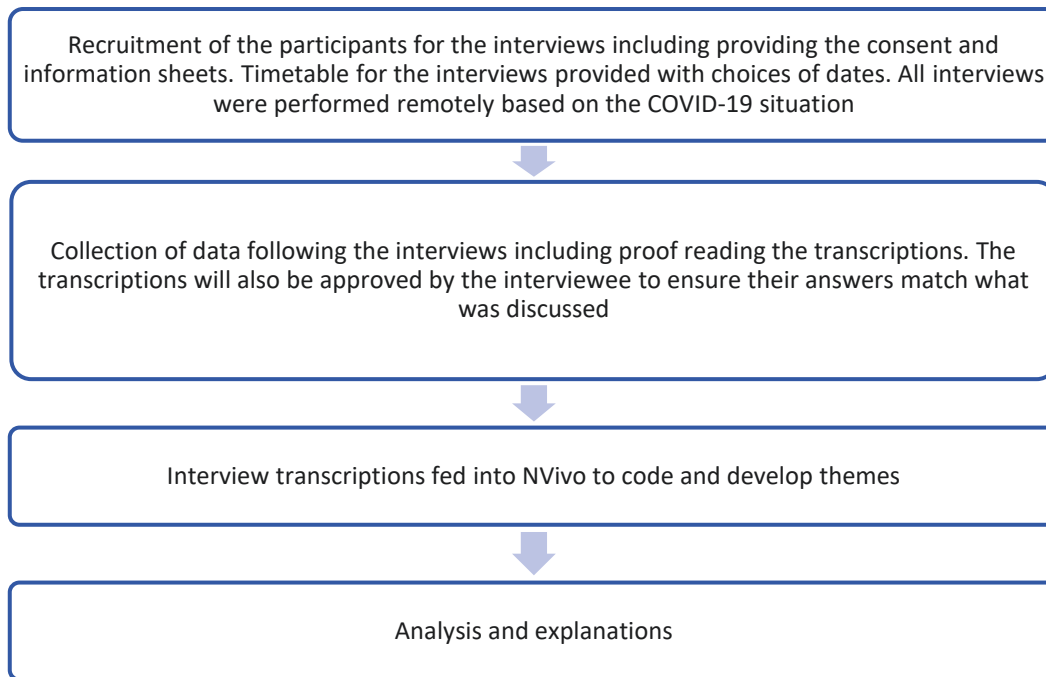 Recruitment of the participants for the interviews including providing the consent and
information sheets. Timetable for the interviews provided with choices of dates. All interviews
were performed remotely based on the COVID-19 situation
Collection of data following the interviews including proof reading the transcriptions. The
transcriptions will also be approved by the interviewee to ensure their answers match what
was discussed
Interview transcriptions fed into NVivo to code and develop themes
Analysis and explanations